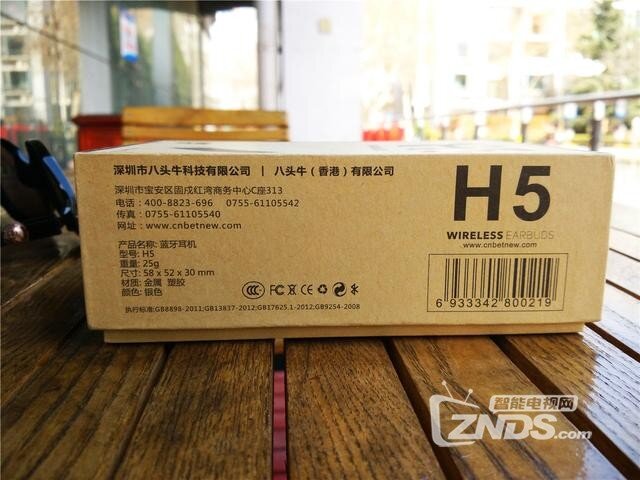 深圳市八头牛科技有限公司 | 八头牛（香港）有限公司
深圳市宝安区固戍红湾商务中心C座313
电话：400-8823-696 0755-61105542
传真：0755-61105540
网址：www.cnbetnew.com
产品名称: 蓝牙耳机
型号: H5
重量: 25g
尺寸: 58 x 52 x 30 mm
材质: 金属 塑胶
颜色: 银色
执行标准:GB8898-2011;GB13837-2012;GB17625.1-2012;GB9254-2008
H5
WIRELESS EARBUDS
www.cnbetnew.com
6 933342 800219
智能电视网
ZNDS.com